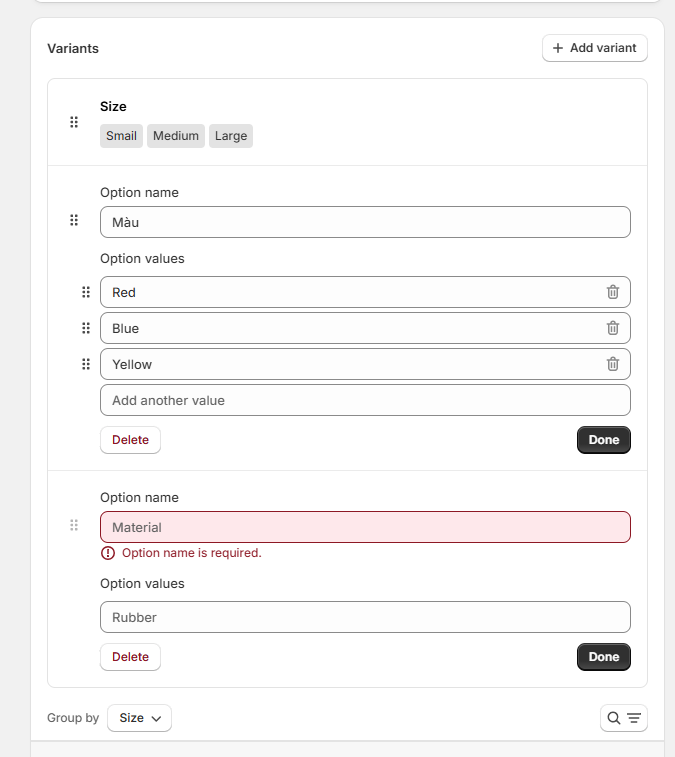 Variants
+ Add variant
Size
Smail Medium Large
Option name
Màu
Option values
Red
Blue
Yellow
Add another value
Delete Done
Option name
Material
Option name is required.
Option values
Rubber
Delete Done
Group by Size